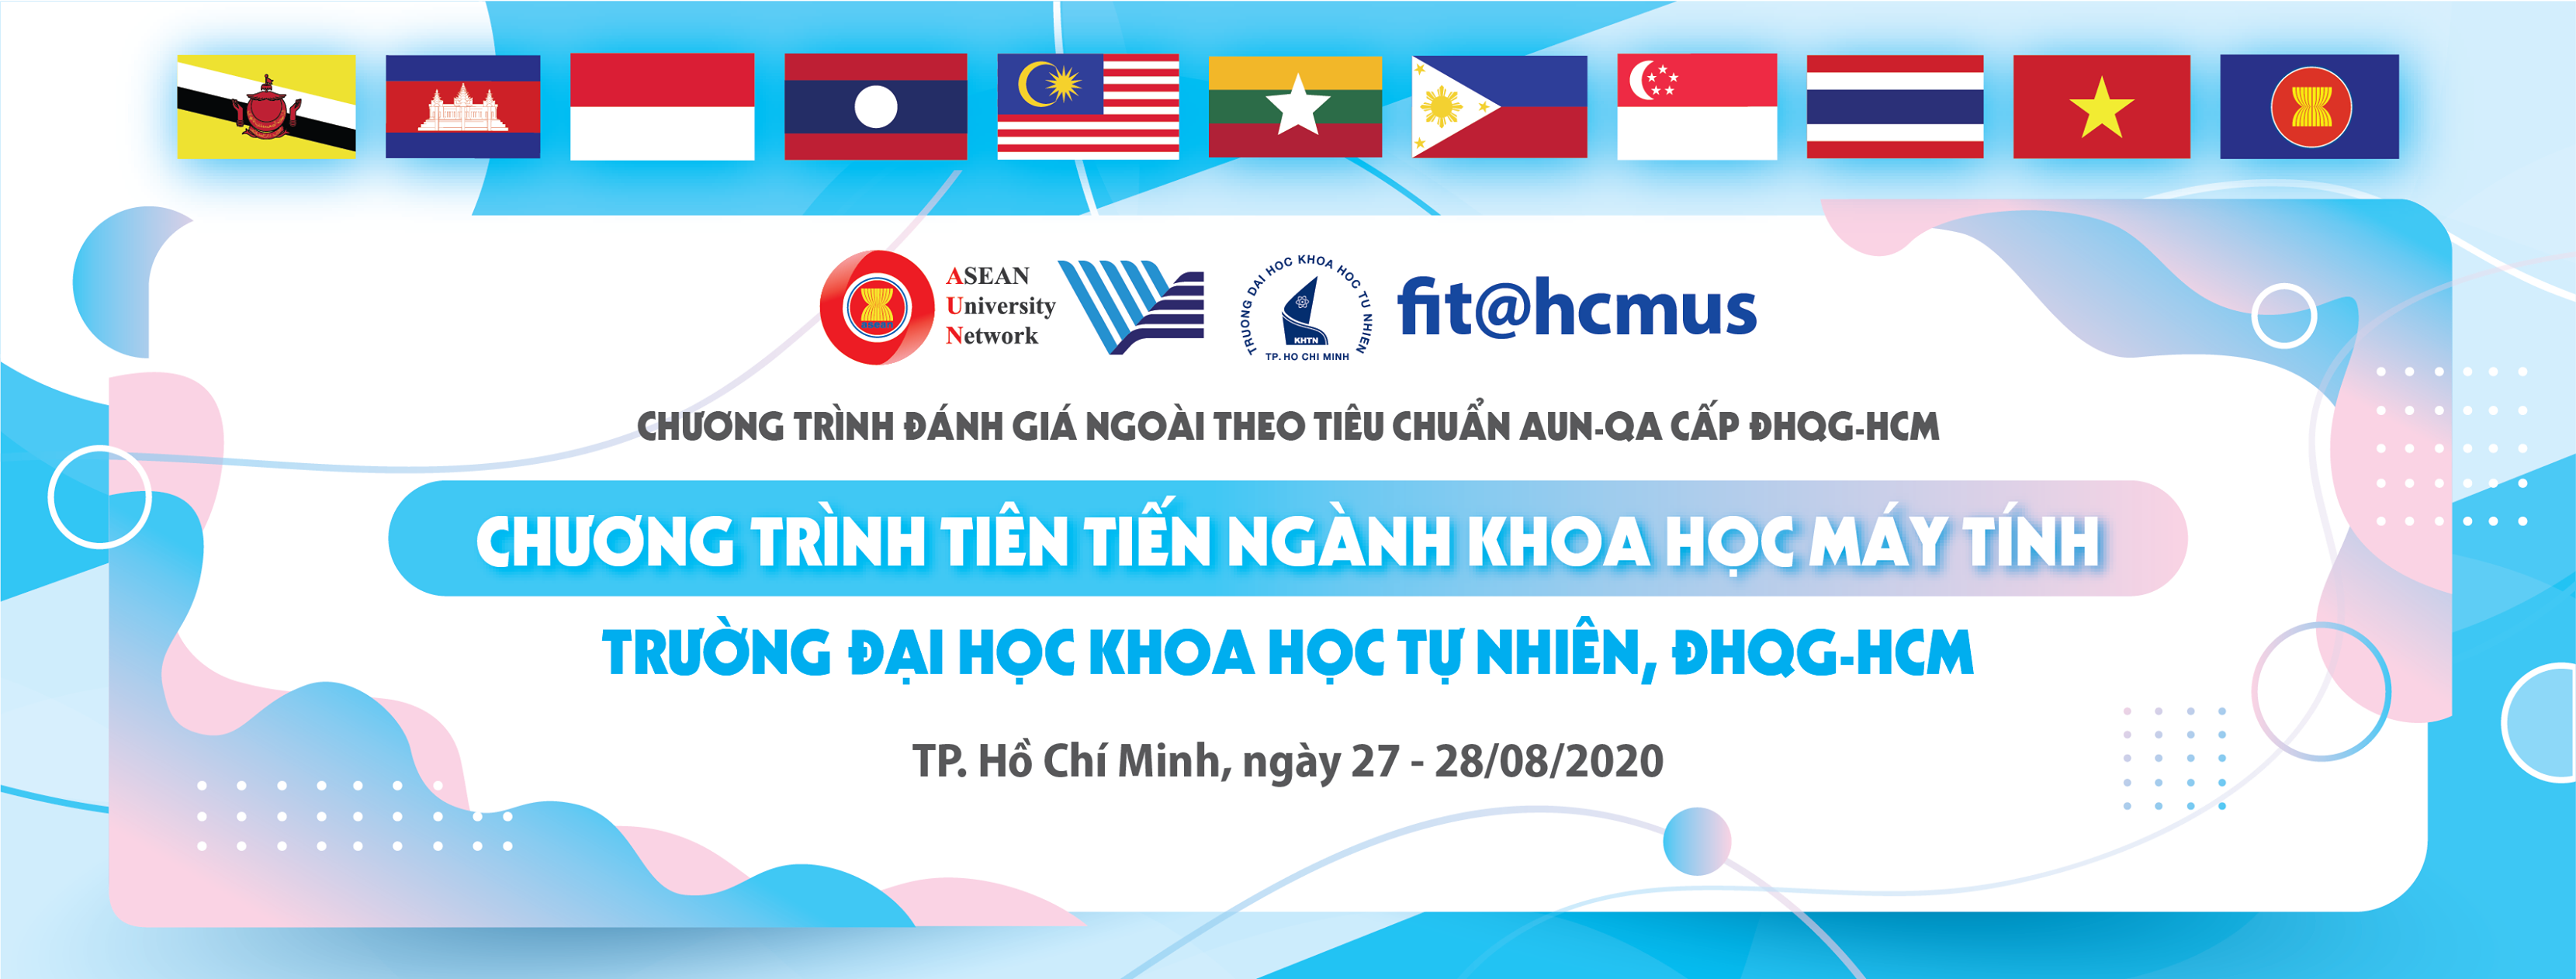 ASEAN
University
Network
asean
TRUONG DAI HOC KHOA HOC TU NHIEN
KHTN
TP. HO CHI MINH
fit@hcmus
CHƯƠNG TRÌNH ĐÁNH GIÁ NGOÀI THEO TIÊU CHUẨN AUN-QA CẤP ĐHQG-HCM
CHƯƠNG TRÌNH TIÊN TIẾN NGÀNH KHOA HỌC MÁY TÍNH
TRƯỜNG ĐẠI HỌC KHOA HỌC TỰ NHIÊN, ĐHQG-HCM
TP. Hồ Chí Minh, ngày 27 - 28/08/2020